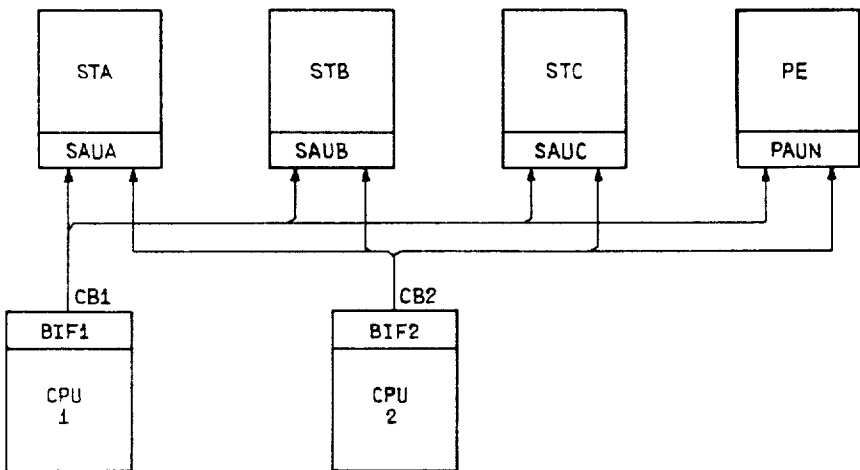 STA
STB
STC
PE
SAUA
SAUB
SAUC
PAUN
CB1
CB2
BIF1
BIF2
CPU
1
CPU
2